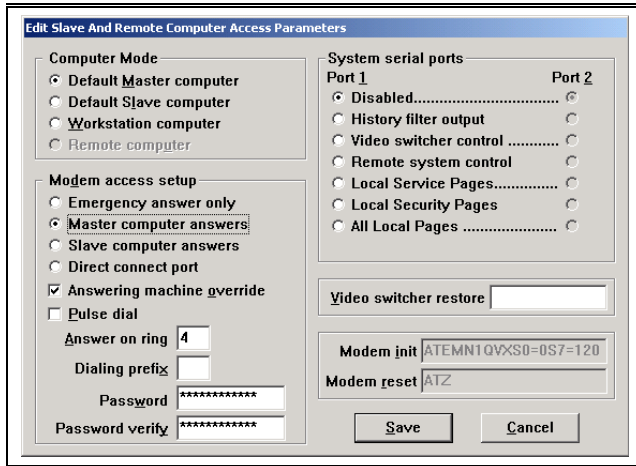 Edit Slave And Remote Computer Access Parameters
Computer Mode
Default Master computer
Default Slave computer
Workstation computer
Remote computer
Modem access setup
Emergency answer only
Master computer answers
Slave computer answers
Direct connect port
Answering machine override
Pulse dial
Answer on ring 4
Dialing prefix
Password ************
Password verify ************
System serial ports
Port 1 Port 2
Disabled................................
History filter output
Video switcher control ............
Remote system control
Local Service Pages...............
Local Security Pages
All Local Pages ......................
Video switcher restore
Modem init ATEMN1QVXS0=0S7=120
Modem reset ATZ
Save Cancel